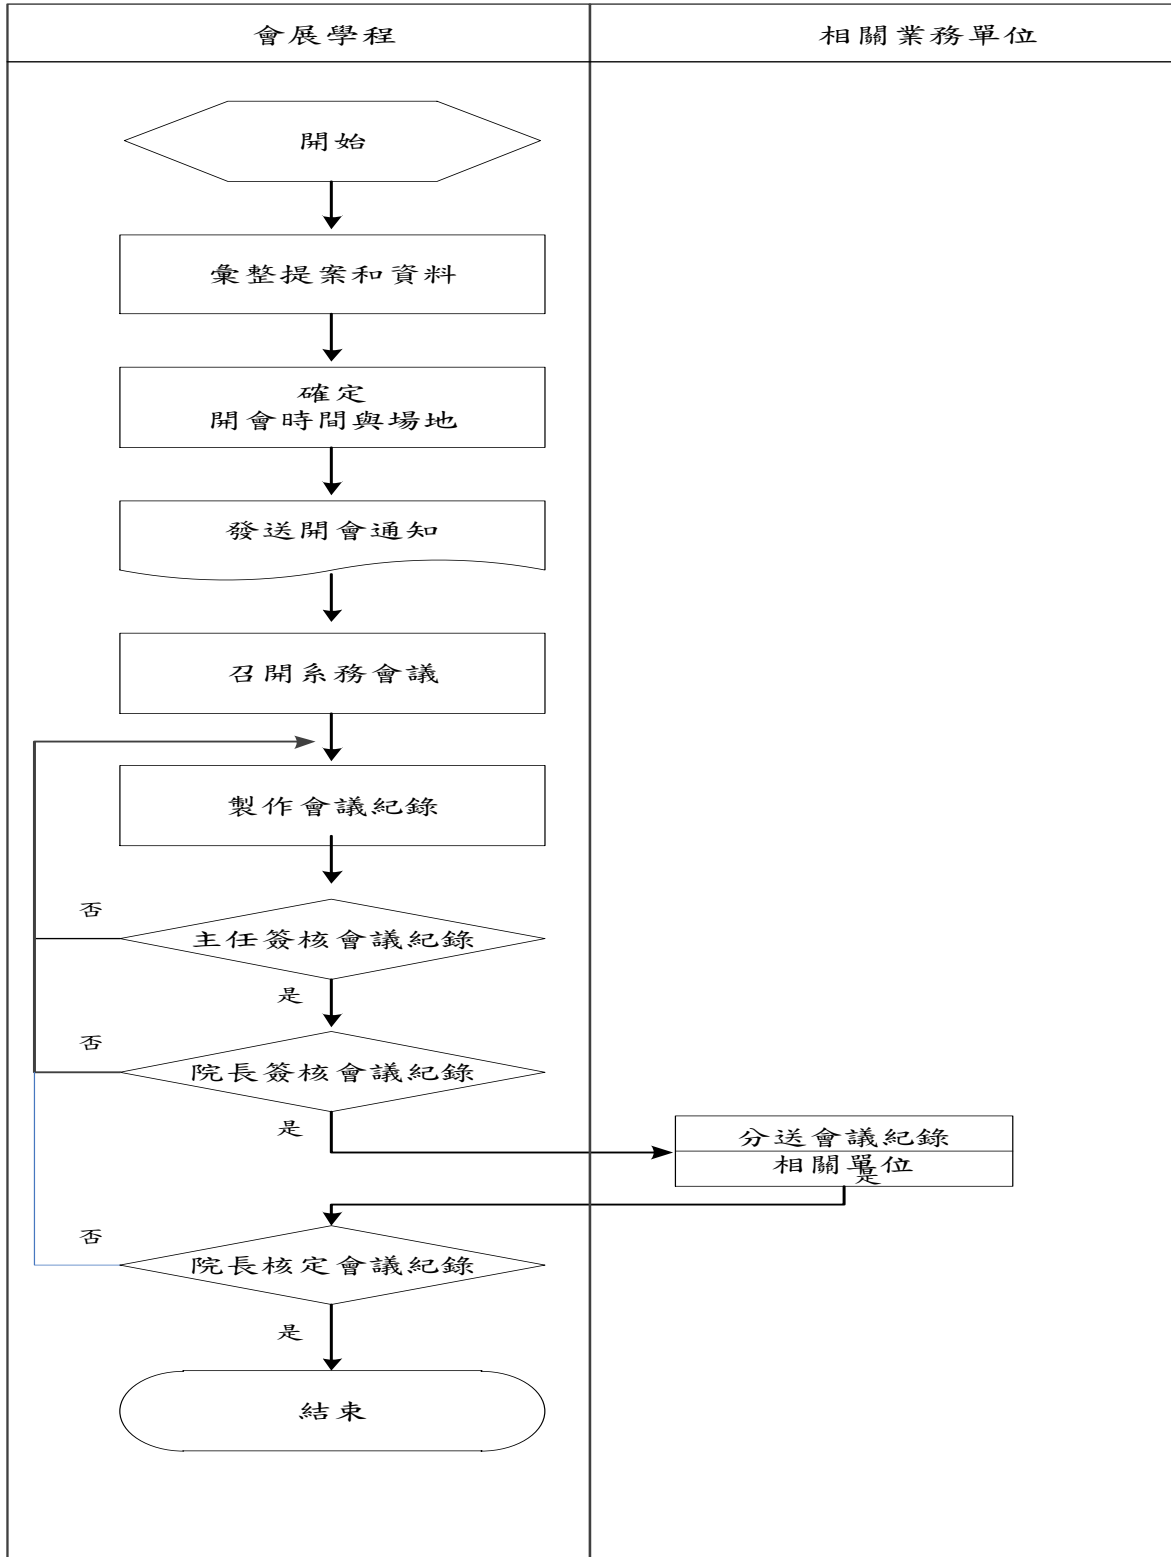 會展學程
相關業務單位
開始
彙整提案和資料
確定
開會時間與場地
發送開會通知
召開系務會議
製作會議紀錄
否
主任簽核會議紀錄
是
否
院長簽核會議紀錄
是
分送會議紀錄
相關單位
是
否
院長核定會議紀錄
是
結束